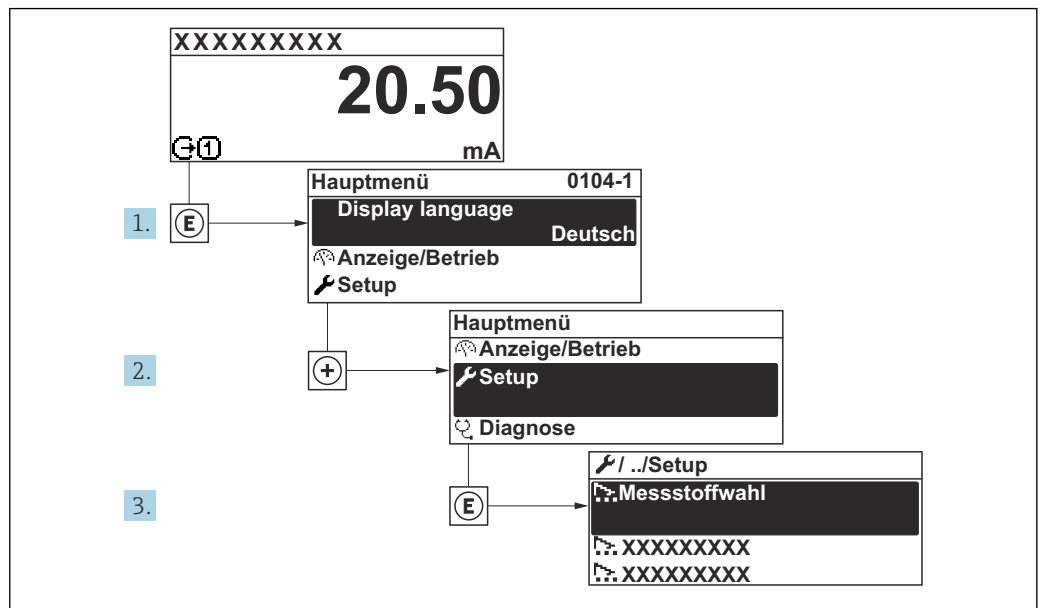 XXXXXXXXX
20.50
1
mA
Hauptmenü 0104-1
1. E
Display language
Deutsch
Anzeige/Betrieb
Setup
Hauptmenü
Anzeige/Betrieb
2. +
Setup
Diagnose
/ ../Setup
3. E
Messstoffwahl
XXXXXXXXX
XXXXXXXXX